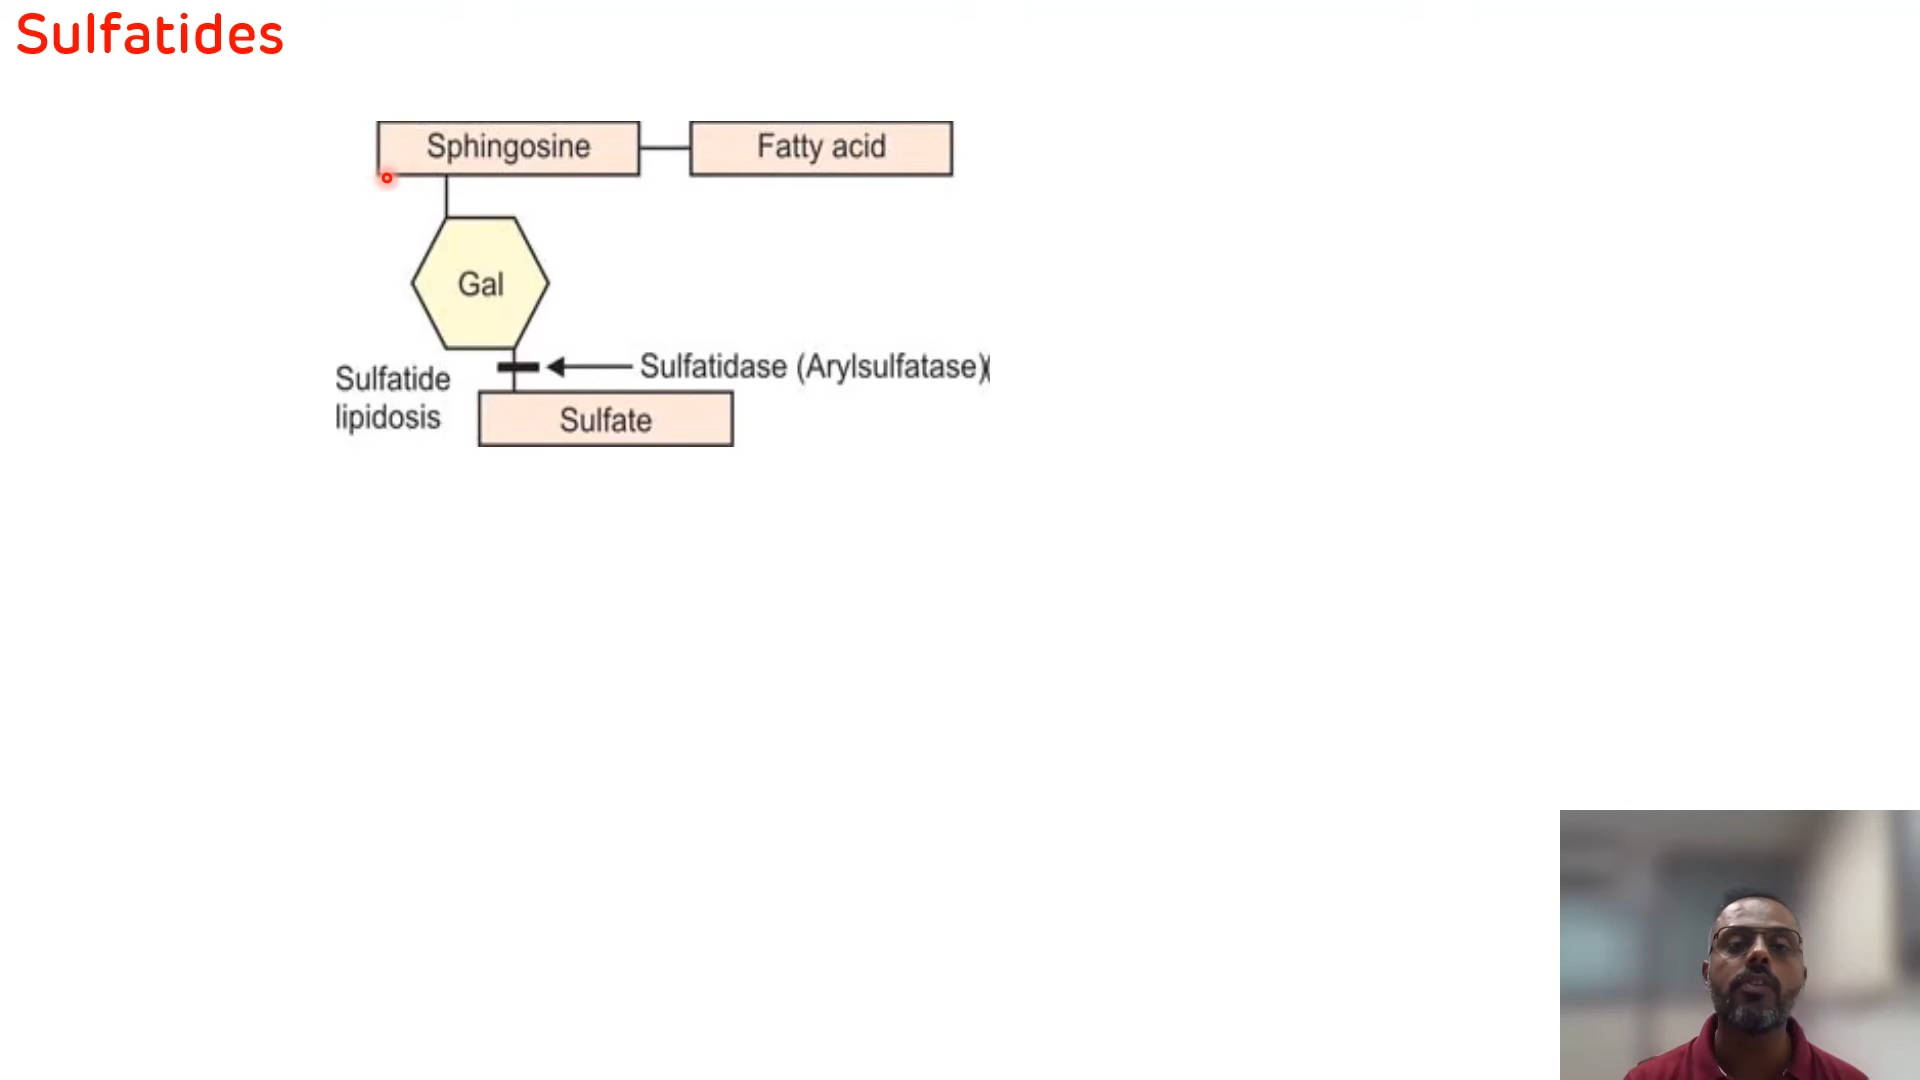 Sulfatides
Sphingosine
Fatty acid
Gal
Sulfatidase (Arylsulfatase)
Sulfatide
lipidosis
Sulfate